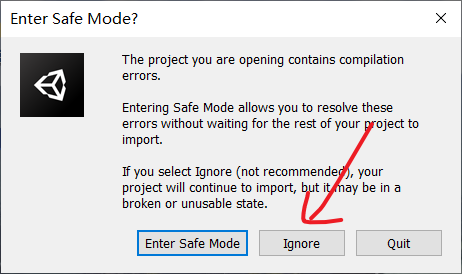 Enter Safe Mode?
The project you are opening contains compilation
errors.
Entering Safe Mode allows you to resolve these
errors without waiting for the rest of your project to
import.
If you select Ignore (not recommended), your
project will continue to import, but it may be in a
broken or unusable state.
Enter Safe Mode
Ignore
Quit